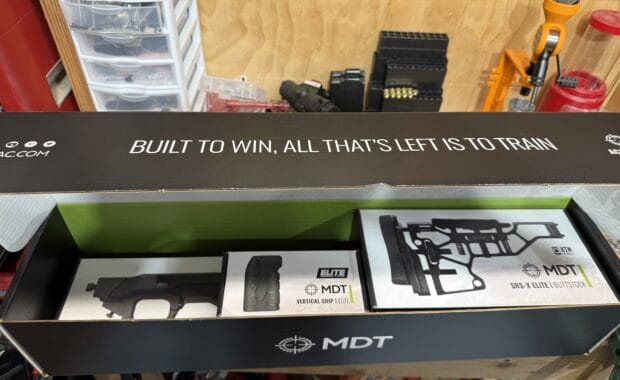 ACC.COM
BUILT TO WIN, ALL THAT'S LEFT IS TO TRAIN
ELITE
MDT
VERTICAL GRIP | ELITE
XTN
MDT
SRS-X ELITE | BUTTSTOCK
MDT